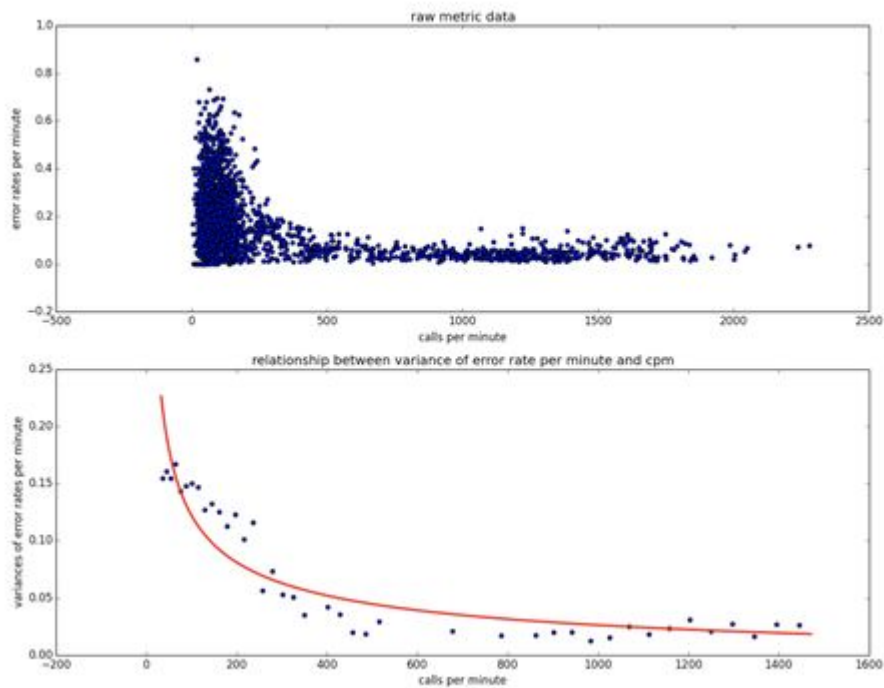 raw metric data
1.0
0.8
0.6
0.4
0.2
0.0
−0.2
error rates per minute
−500 0 500 1000 1500 2000 2500
calls per minute
relationship between variance of error rate per minute and cpm
0.25
0.20
0.15
0.10
0.05
0.00
variances of error rates per minute
−200 0 200 400 600 800 1000 1200 1400 1600
calls per minute